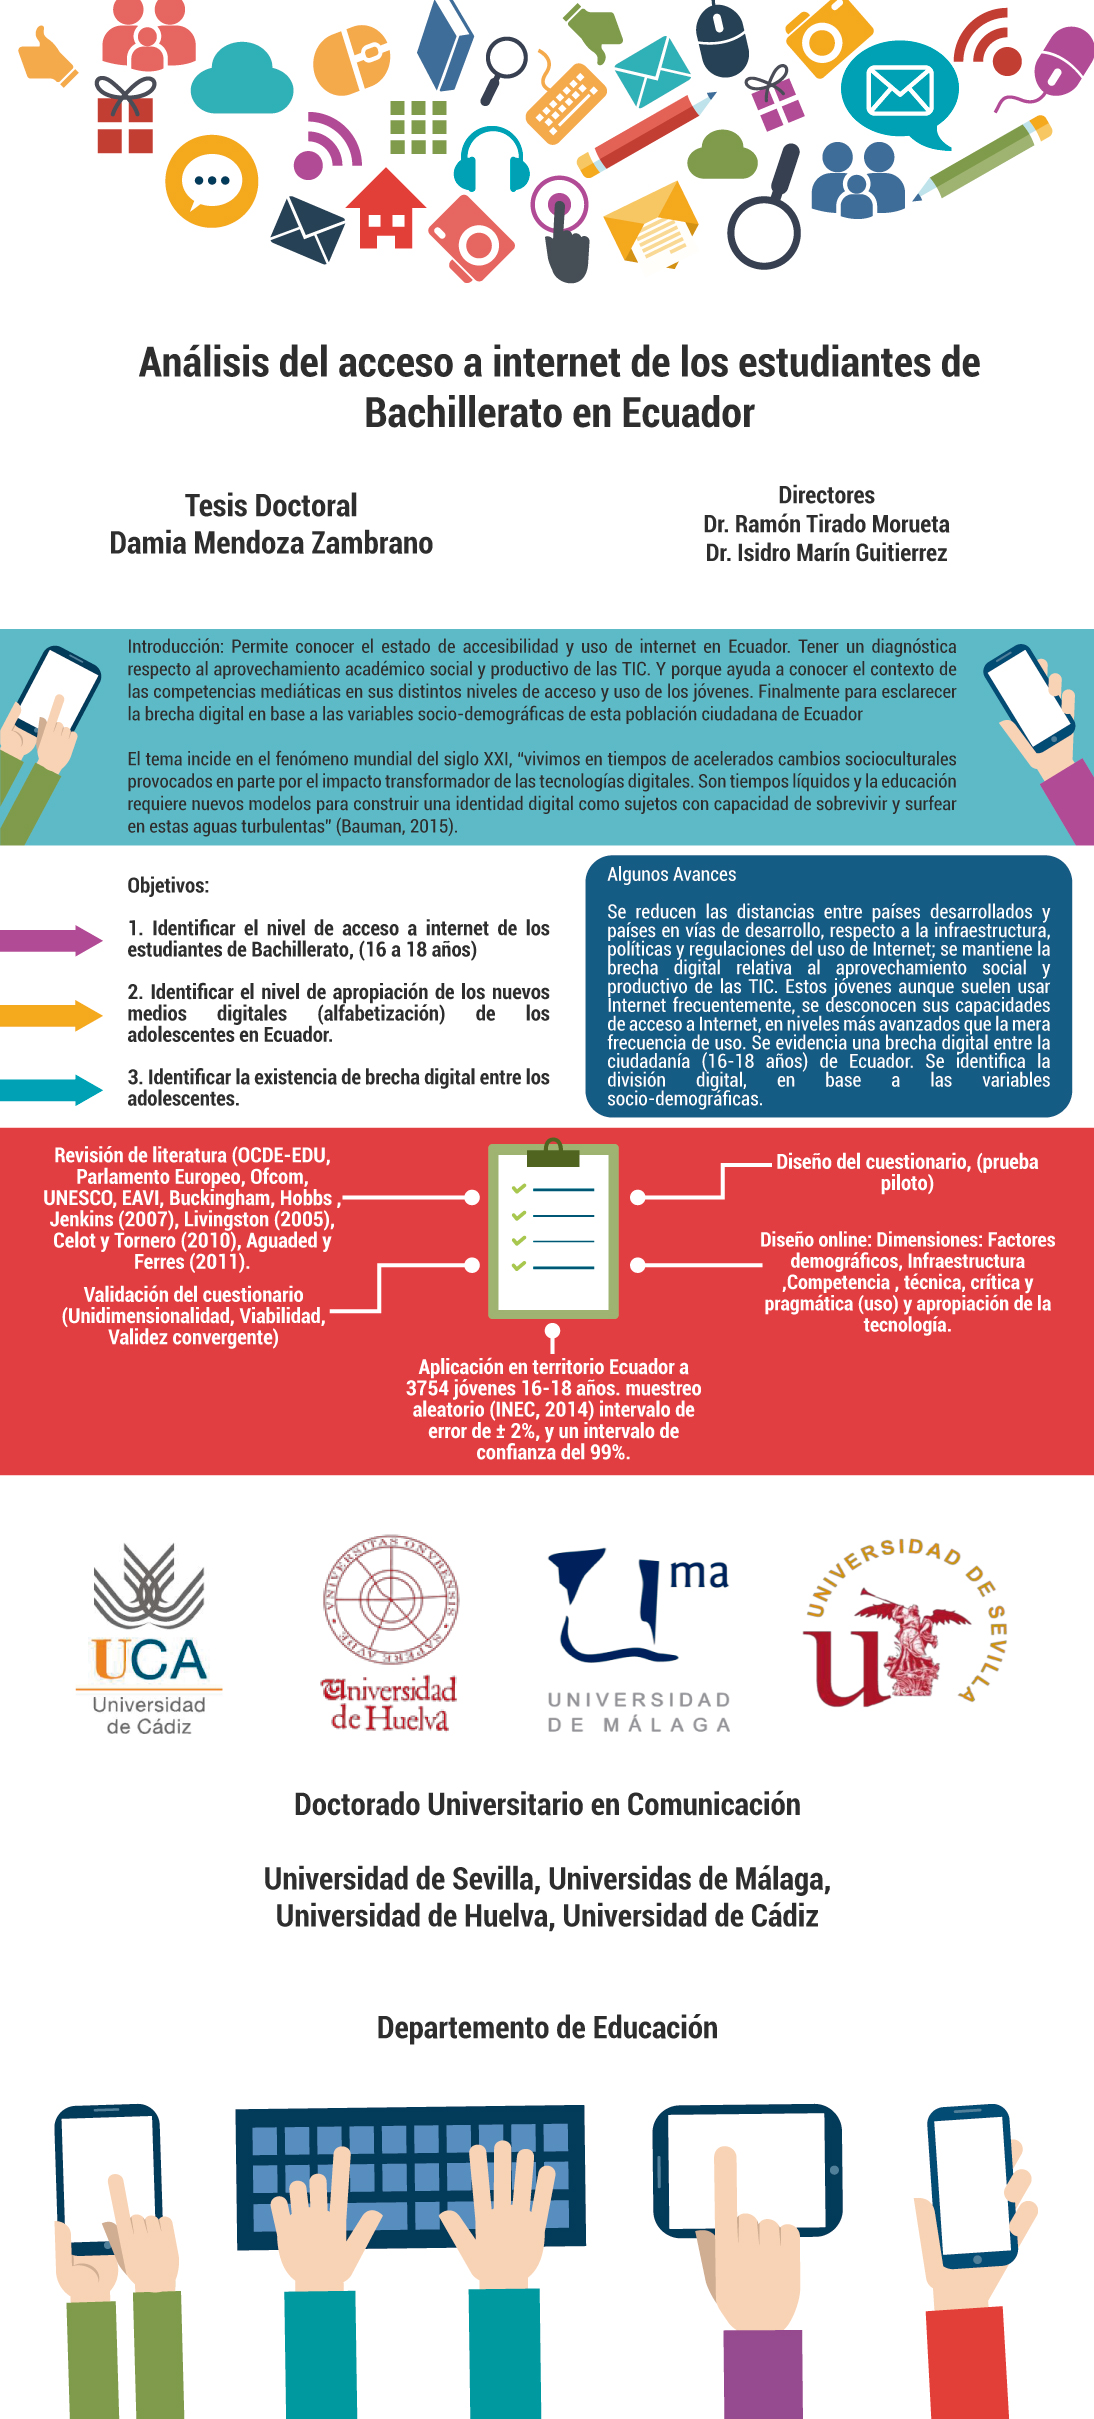 Análisis del acceso a internet de los estudiantes de
Bachillerato en Ecuador
Tesis Doctoral
Damia Mendoza Zambrano
Directores
Dr. Ramón Tirado Morueta
Dr. Isidro Marín Guitierrez
Introducción: Permite conocer el estado de accesibilidad y uso de internet en Ecuador. Tener un diagnóstica
respecto al aprovechamiento académico social y productivo de las TIC. Y porque ayuda a conocer el contexto de
las competencias mediáticas en sus distintos niveles de acceso y uso de los jóvenes. Finalmente para esclarecer
la brecha digital en base a las variables socio-demográficas de esta población ciudadana de Ecuador
El tema incide en el fenómeno mundial del siglo XXI, “vivimos en tiempos de acelerados cambios socioculturales
provocados en parte por el impacto transformador de las tecnologías digitales. Son tiempos líquidos y la educación
requiere nuevos modelos para construir una identidad digital como sujetos con capacidad de sobrevivir y surfear
en estas aguas turbulentas” (Bauman, 2015).
Objetivos:
1. Identificar el nivel de acceso a internet de los
estudiantes de Bachillerato, (16 a 18 años)
2. Identificar el nivel de apropiación de los nuevos
medios digitales (alfabetización) de los
adolescentes en Ecuador.
3. Identificar la existencia de brecha digital entre los
adolescentes.
Algunos Avances
Se reducen las distancias entre países desarrollados y
países en vías de desarrollo, respecto a la infraestructura,
políticas y regulaciones del uso de Internet; se mantiene la
brecha digital relativa al aprovechamiento social y
productivo de las TIC. Estos jóvenes aunque suelen usar
Internet frecuentemente, se desconocen sus capacidades
de acceso a Internet, en niveles más avanzados que la mera
frecuencia de uso. Se evidencia una brecha digital entre la
ciudadanía (16-18 años) de Ecuador. Se identifica la
división digital, en base a las variables
socio-demográficas.
Revisión de literatura (OCDE-EDU,
Parlamento Europeo, Ofcom,
UNESCO, EAVI, Buckingham, Hobbs ,
Jenkins (2007), Livingston (2005),
Celot y Tornero (2010), Aguaded y
Ferres (2011).
Validación del cuestionario
(Unidimensionalidad, Viabilidad,
Validez convergente)
Diseño del cuestionario, (prueba
piloto)
Diseño online: Dimensiones: Factores
demográficos, Infraestructura
,Competencia , técnica, crítica y
pragmática (uso) y apropiación de la
tecnología.
Aplicación en territorio Ecuador a
3754 jóvenes 16-18 años. muestreo
aleatorio (INEC, 2014) intervalo de
error de ± 2%, y un intervalo de
confianza del 99%.
UCA
Universidad
de Cádiz
VNIVERSITAS ONVBENSIS
SAPERE AVDE
Universidad
de Huelva
uma
UNIVERSIDAD
DE MÁLAGA
UNIVERSIDAD DE SEVILLA
u
Doctorado Universitario en Comunicación
Universidad de Sevilla, Universidas de Málaga,
Universidad de Huelva, Universidad de Cádiz
Departemento de Educación